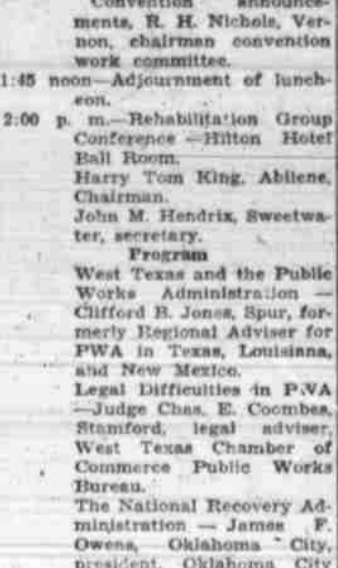 Convention announce-
ments, R. H. Nichols, Ver-
non, chairman convention
work committee.
1:45 noon—Adjournment of lunch-
eon.
2:00 p. m.—Rehabilitation Group
Conference—Hilton Hotel
Ball Room.
Harry Tom King, Abilene,
Chairman.
John M. Hendrix, Sweetwa-
ter, secretary.
Program
West Texas and the Public
Works Administration —
Clifford B. Jones, Spur, for-
merly Regional Adviser for
PWA in Texas, Louisiana,
and New Mexico.
Legal Difficulties in PWA
—Judge Chas. E. Coombes,
Stamford, legal adviser,
West Texas Chamber of
Commerce Public Works
Bureau.
The National Recovery Ad-
ministration — James F.
Owens, Oklahoma City,
president, Oklahoma City